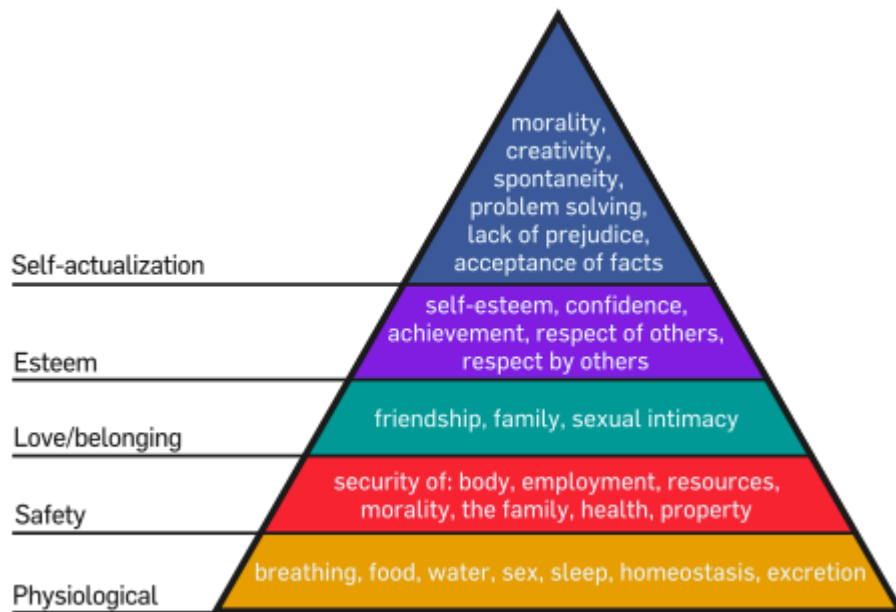 morality,
creativity,
spontaneity,
problem solving,
lack of prejudice,
acceptance of facts
Self-actualization
self-esteem, confidence,
achievement, respect of others,
respect by others
Esteem
friendship, family, sexual intimacy
Love/belonging
security of: body, employment, resources,
morality, the family, health, property
Safety
breathing, food, water, sex, sleep, homeostasis, excretion
Physiological